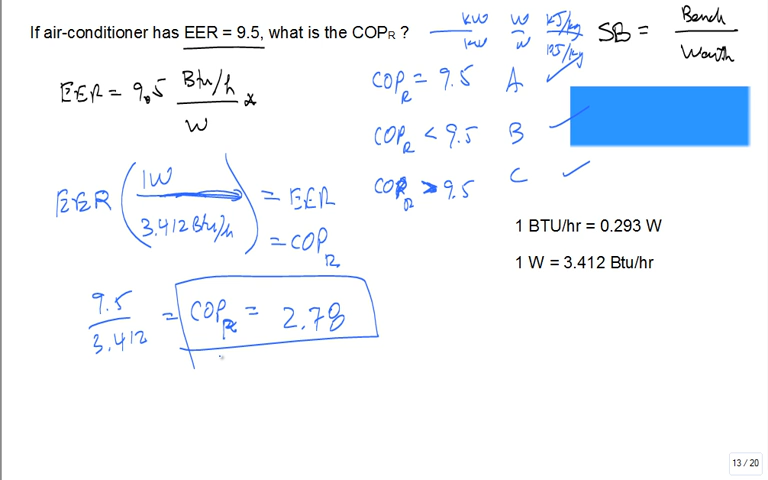 If air-conditioner has EER = 9.5, what is the COPR ?
kW/kW W/W kJ/kg/kJ/kg
SB = Bench/Worth
EER = 9.5 Btu/h / W x
COPR = 9.5 A ✓
COPR < 9.5 B ✓
COPR > 9.5 C ✓
EER (1W / 3.412 Btu/h) = EER
= COPR
9.5/3.412 = COPR = 2.78
1 BTU/hr = 0.293 W
1 W = 3.412 Btu/hr
13 / 20